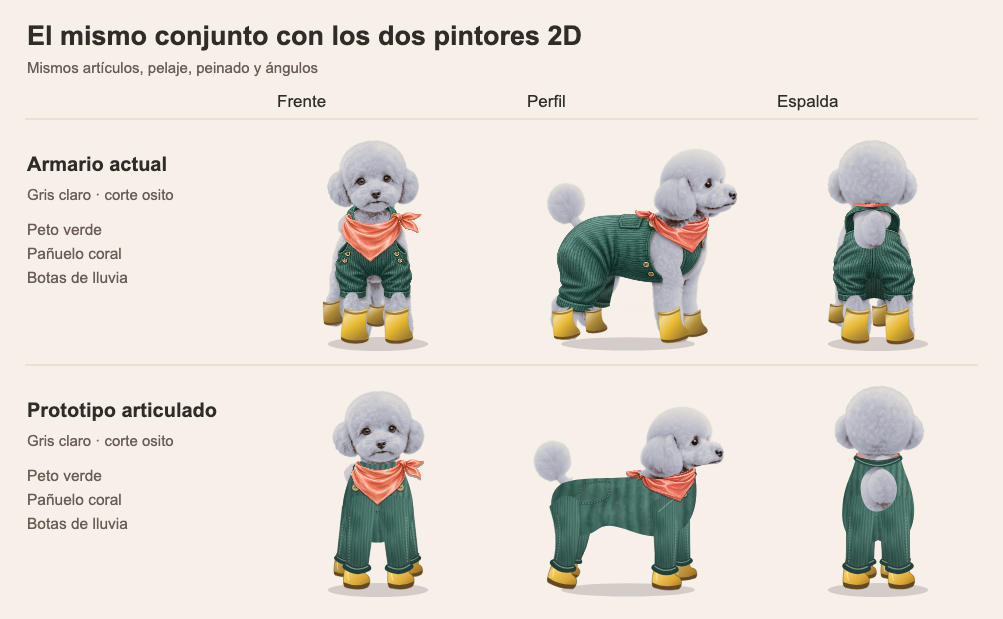 El mismo conjunto con los dos pintores 2D
Mismos artículos, pelaje, peinado y ángulos
Frente Perfil Espalda
Armario actual
Gris claro · corte osito
Peto verde
Pañuelo coral
Botas de lluvia
Prototipo articulado
Gris claro · corte osito
Peto verde
Pañuelo coral
Botas de lluvia